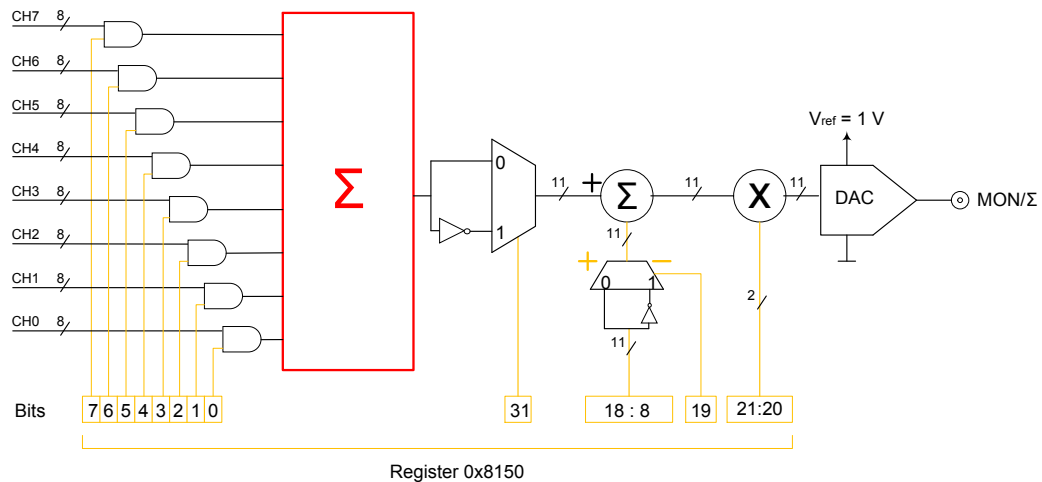 CH7 8
CH6 8
CH5 8
CH4 8
CH3 8
CH2 8
CH1 8
CH0 8
Σ
0
1
11
+
Σ
11
X
11
Vref = 1 V
DAC
MON/Σ
11
+ −
0 1
11
2
Bits 7 6 5 4 3 2 1 0 31 18 : 8 19 21:20
Register 0x8150